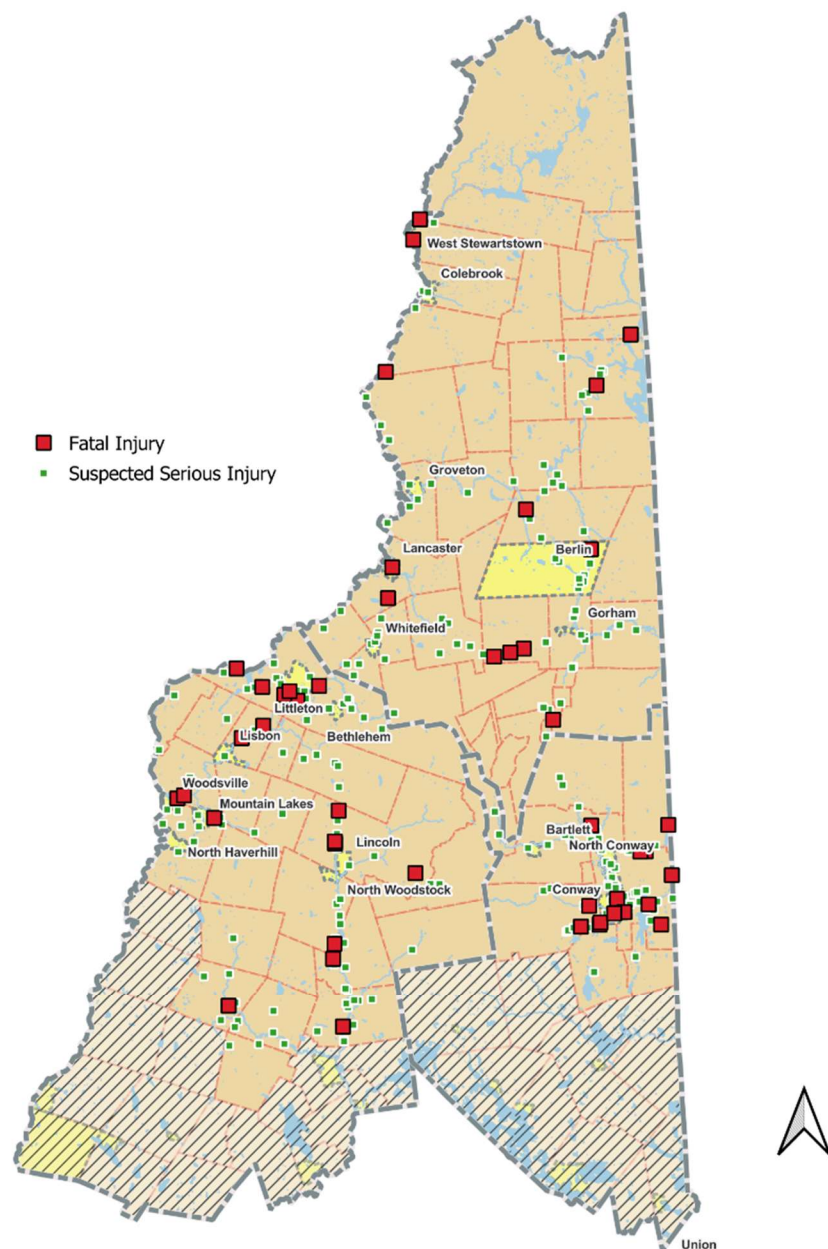 West Stewartstown
Colebrook
Fatal Injury
Suspected Serious Injury
Groveton
Lancaster
Berlin
Gorham
Whitefield
Littleton
Lisbon
Bethlehem
Woodsville
Mountain Lakes
Bartlett
Lincoln
North Conway
North Haverhill
North Woodstock
Conway
Union